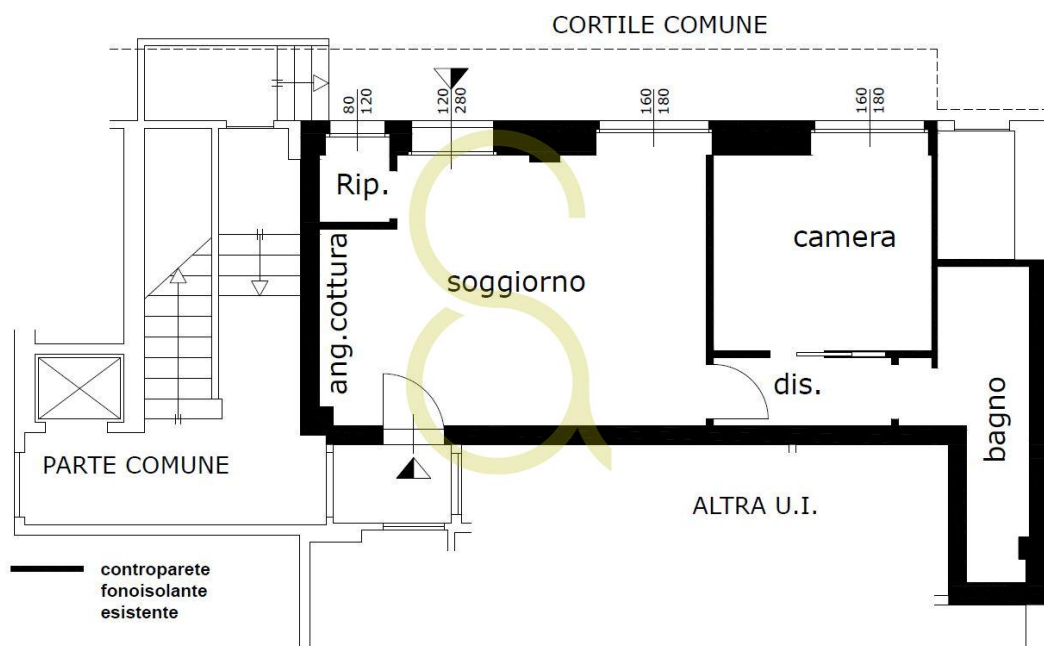 CORTILE COMUNE
80
120
120
280
160
180
160
180
Rip.
ang.cottura
soggiorno
camera
dis.
bagno
PARTE COMUNE
ALTRA U.I.
controparete
fonoisolante
esistente